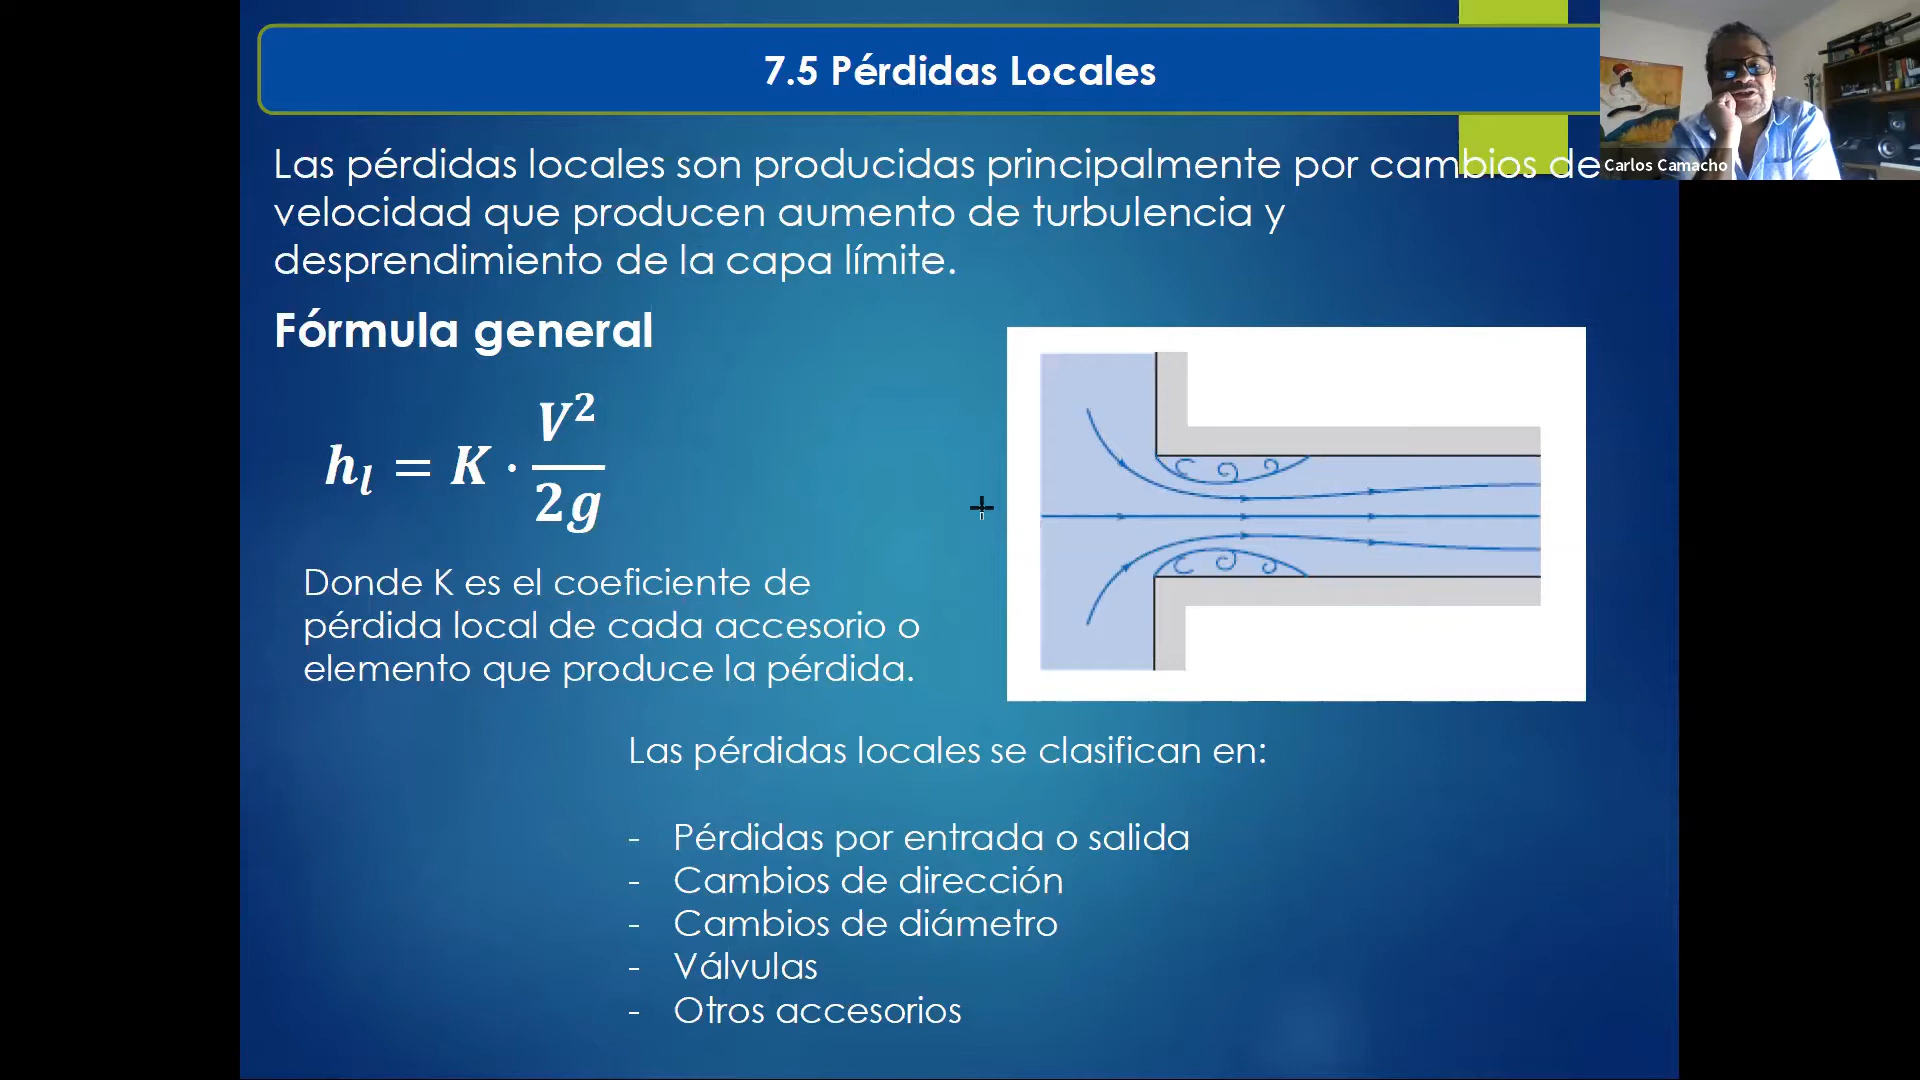 7.5 Pérdidas Locales
Carlos Camacho
Las pérdidas locales son producidas principalmente por cambios de
velocidad que producen aumento de turbulencia y
desprendimiento de la capa límite.
Fórmula general
h_l = K · V²/2g
Donde K es el coeficiente de
pérdida local de cada accesorio o
elemento que produce la pérdida.
Las pérdidas locales se clasifican en:
- Pérdidas por entrada o salida
- Cambios de dirección
- Cambios de diámetro
- Válvulas
- Otros accesorios